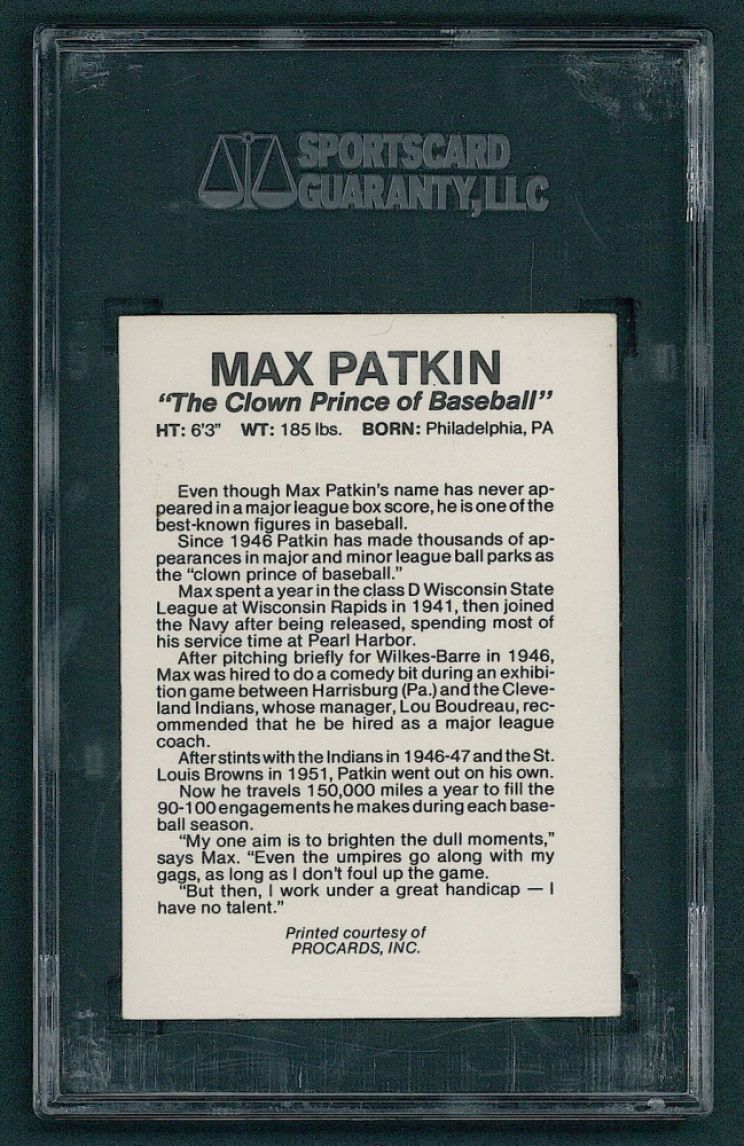 SPORTSCARD
GUARANTY, LLC
MAX PATKIN
"The Clown Prince of Baseball"
HT: 6'3" WT: 185 lbs. BORN: Philadelphia, PA
Even though Max Patkin's name has never ap-
peared in a major league box score, he is one of the
best-known figures in baseball.
Since 1946 Patkin has made thousands of ap-
pearances in major and minor league ball parks as
the "clown prince of baseball."
Max spent a year in the class D Wisconsin State
League at Wisconsin Rapids in 1941, then joined
the Navy after being released, spending most of
his service time at Pearl Harbor.
After pitching briefly for Wilkes-Barre in 1946,
Max was hired to do a comedy bit during an exhibi-
tion game between Harrisburg (Pa.) and the Cleve-
land Indians, whose manager, Lou Boudreau, rec-
ommended that he be hired as a major league
coach.
After stints with the Indians in 1946-47 and the St.
Louis Browns in 1951, Patkin went out on his own.
Now he travels 150,000 miles a year to fill the
90-100 engagements he makes during each base-
ball season.
"My one aim is to brighten the dull moments,"
says Max. "Even the umpires go along with my
gags, as long as I don't foul up the game.
"But then, I work under a great handicap — I
have no talent."
Printed courtesy of
PROCARDS, INC.